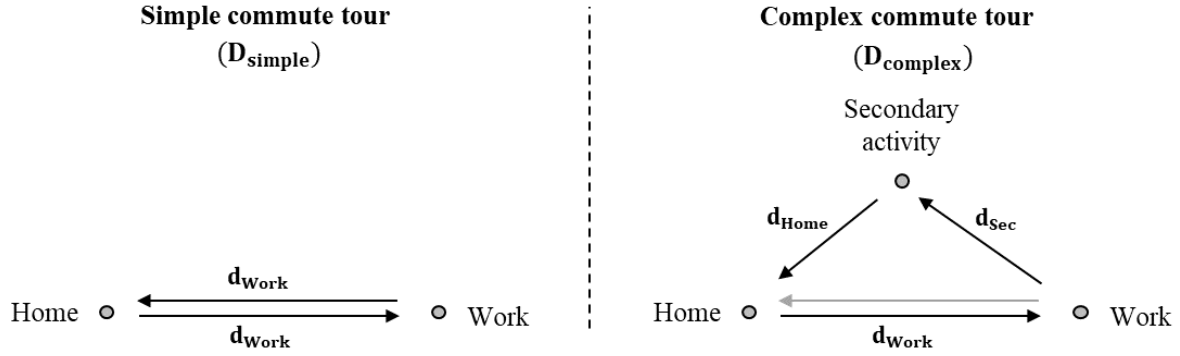 Simple commute tour
(D_simple)
d_Work
Home
Work
d_Work
Complex commute tour
(D_complex)
Secondary
activity
d_Home
d_Sec
Home
Work
d_Work